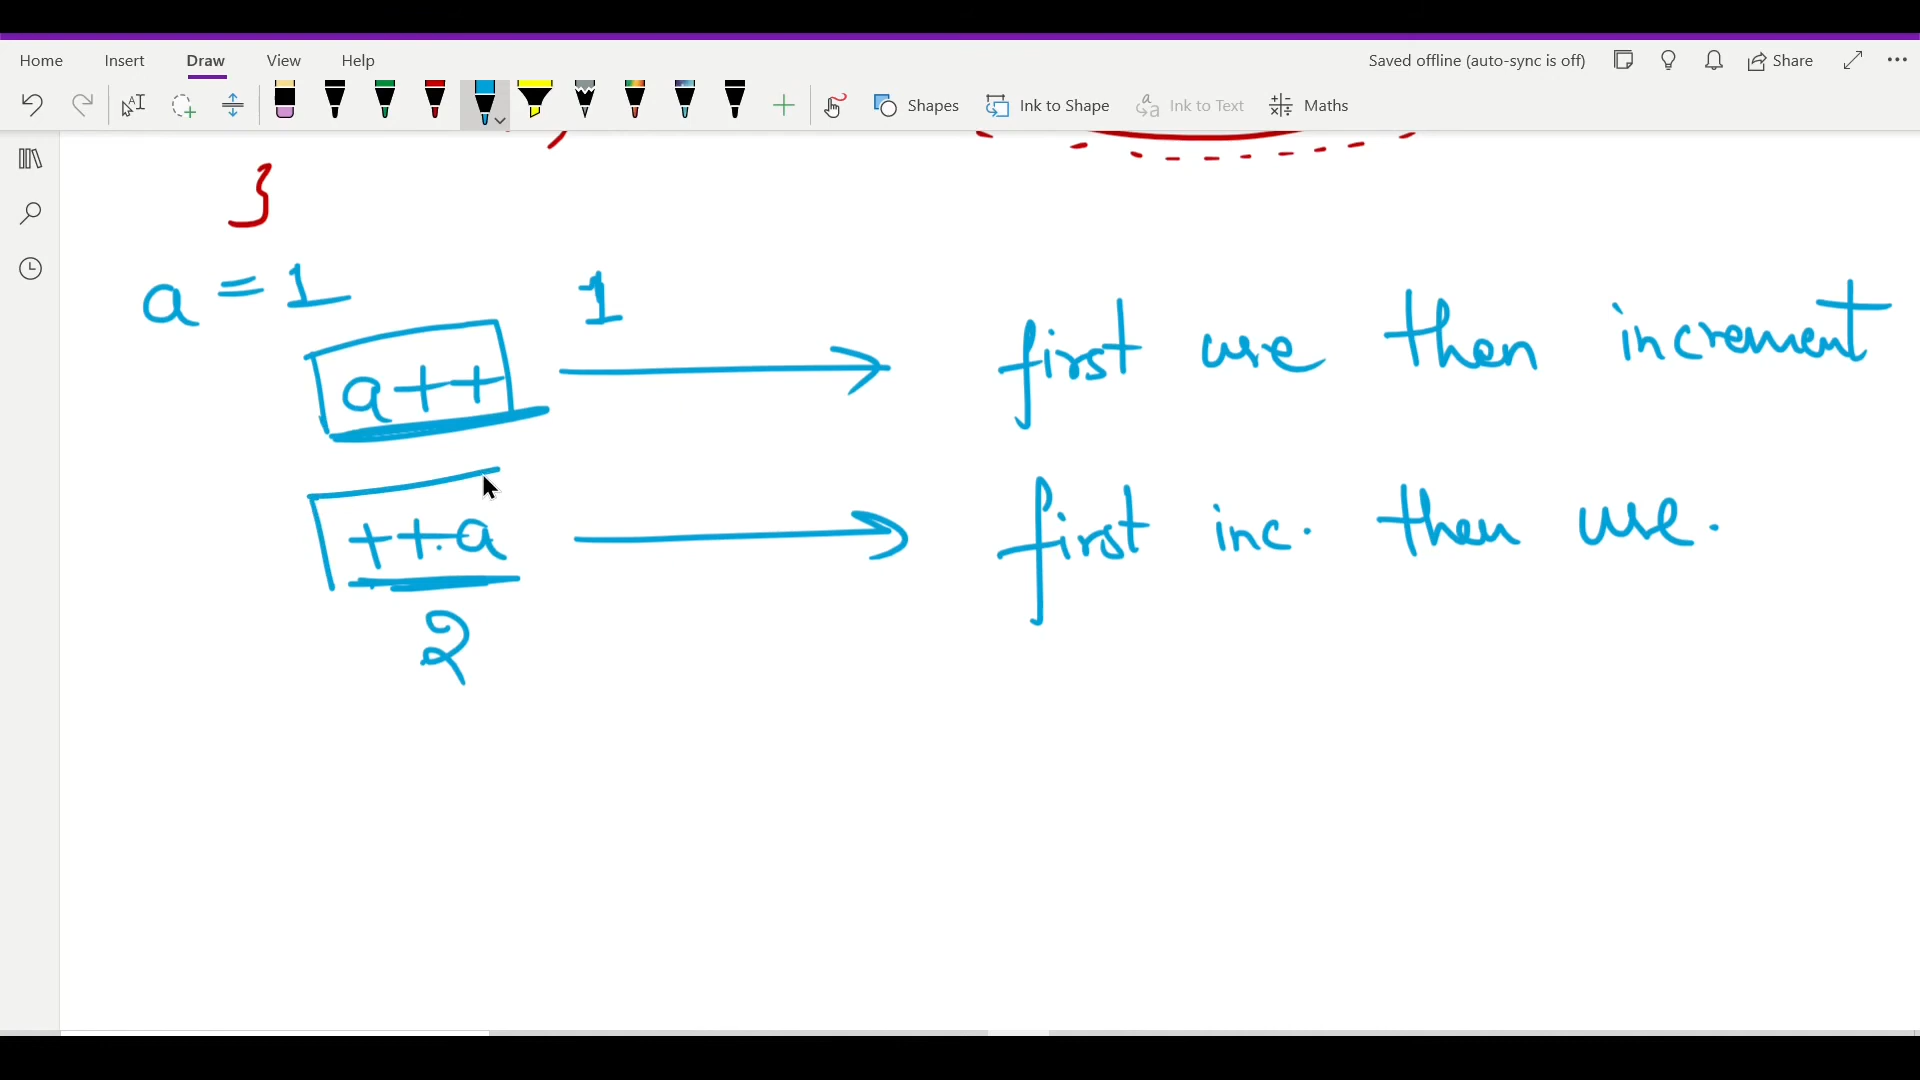 Home Insert Draw View Help Saved offline (auto-sync is off) Share
Shapes Ink to Shape Ink to Text Maths
}
a = 1 1
a++ first use then increment
++a first inc. then use.
2